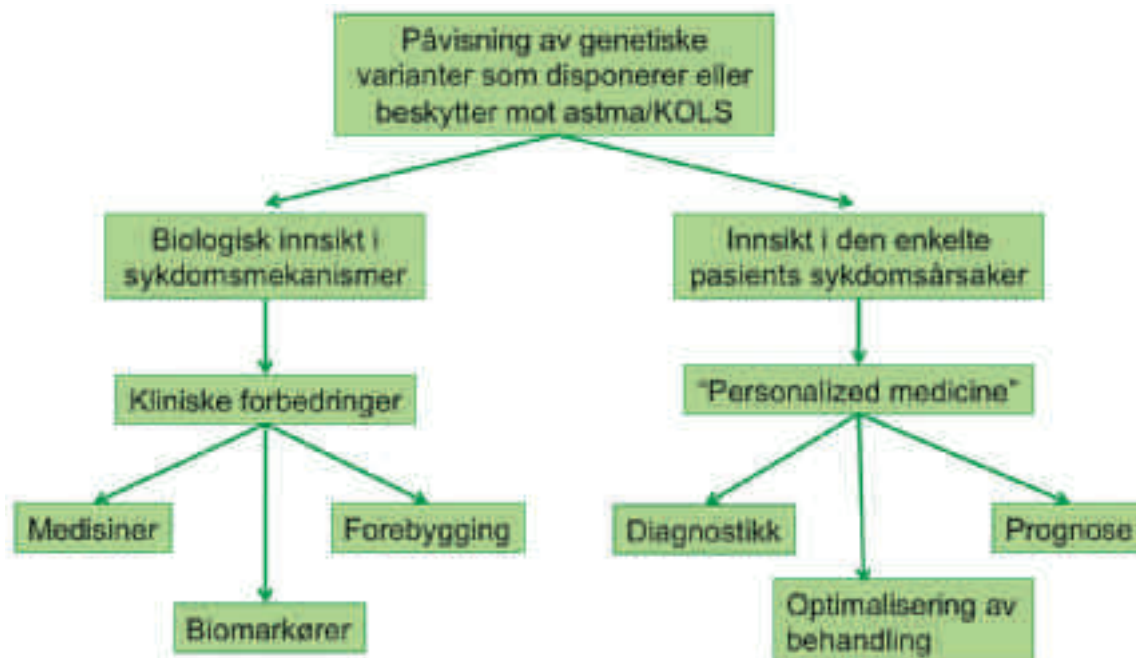 Påvisning av genetiske
varianter som disponerer eller
beskytter mot astma/KOLS
Biologisk innsikt i
sykdomsmekanismer
Innsikt i den enkelte
pasients sykdomsårsaker
Kliniske forbedringer
"Personalized medicine"
Medisiner
Forebygging
Diagnostikk
Prognose
Biomarkører
Optimalisering av
behandling